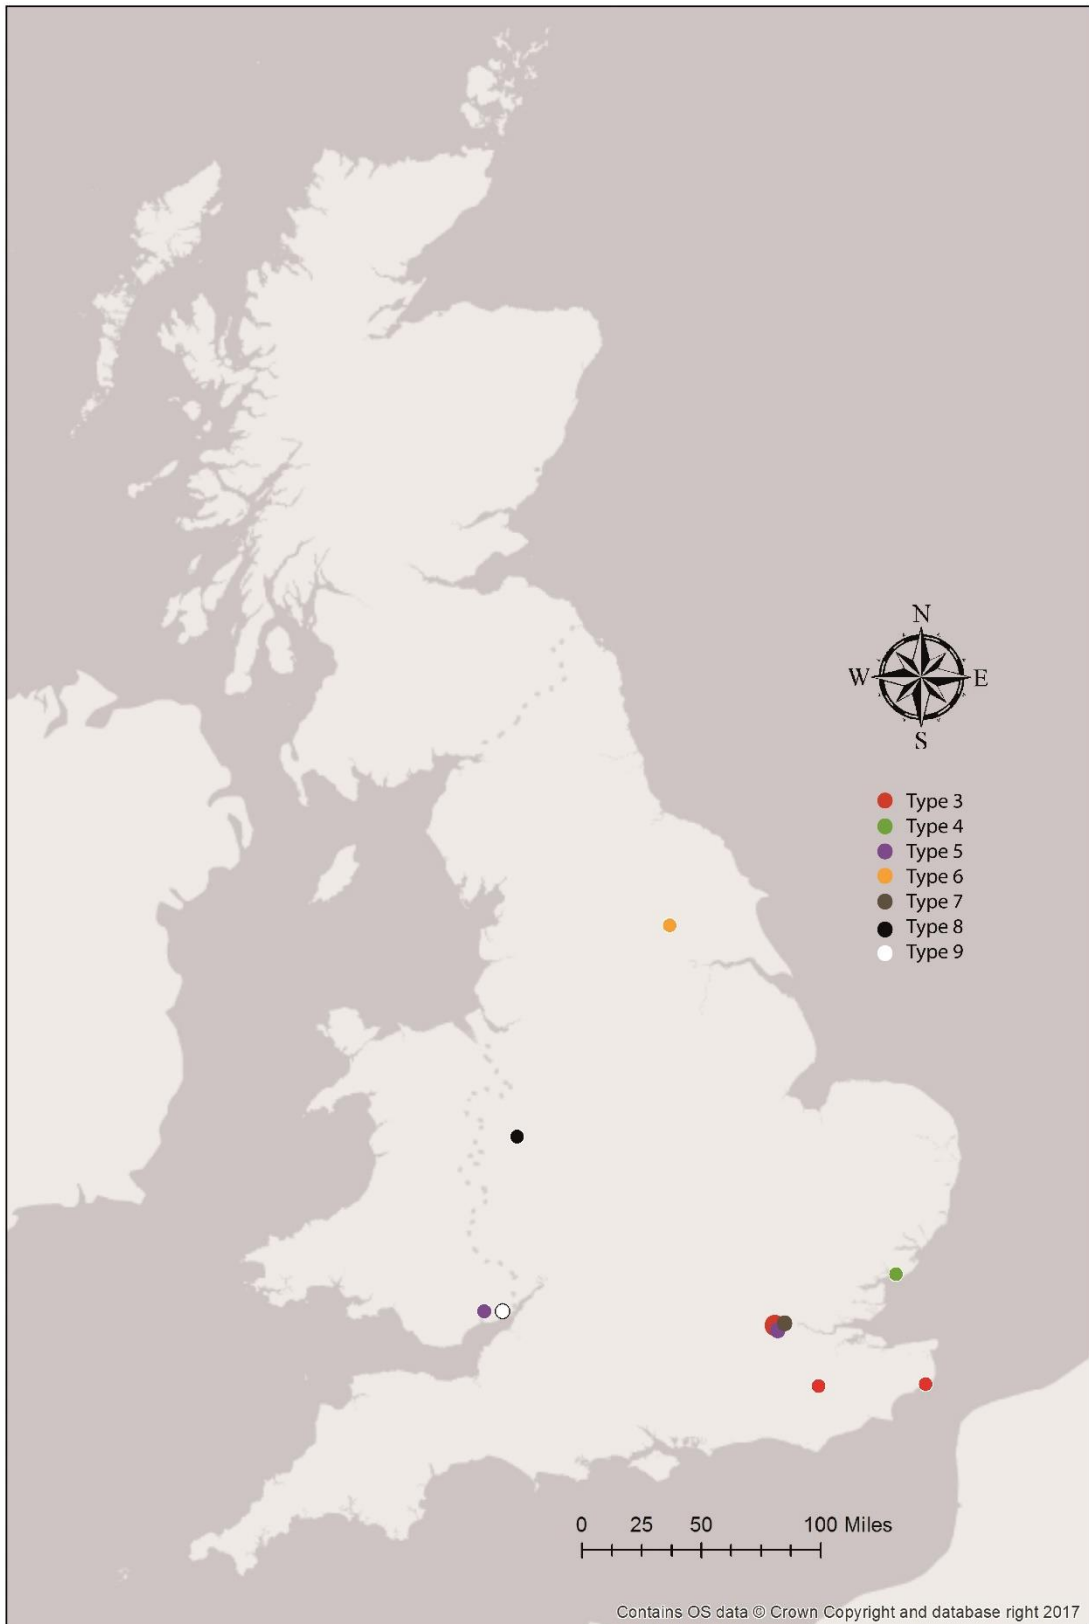 N
W E
S
Type 3
Type 4
Type 5
Type 6
Type 7
Type 8
Type 9
0 25 50 100 Miles
Contains OS data © Crown Copyright and database right 2017